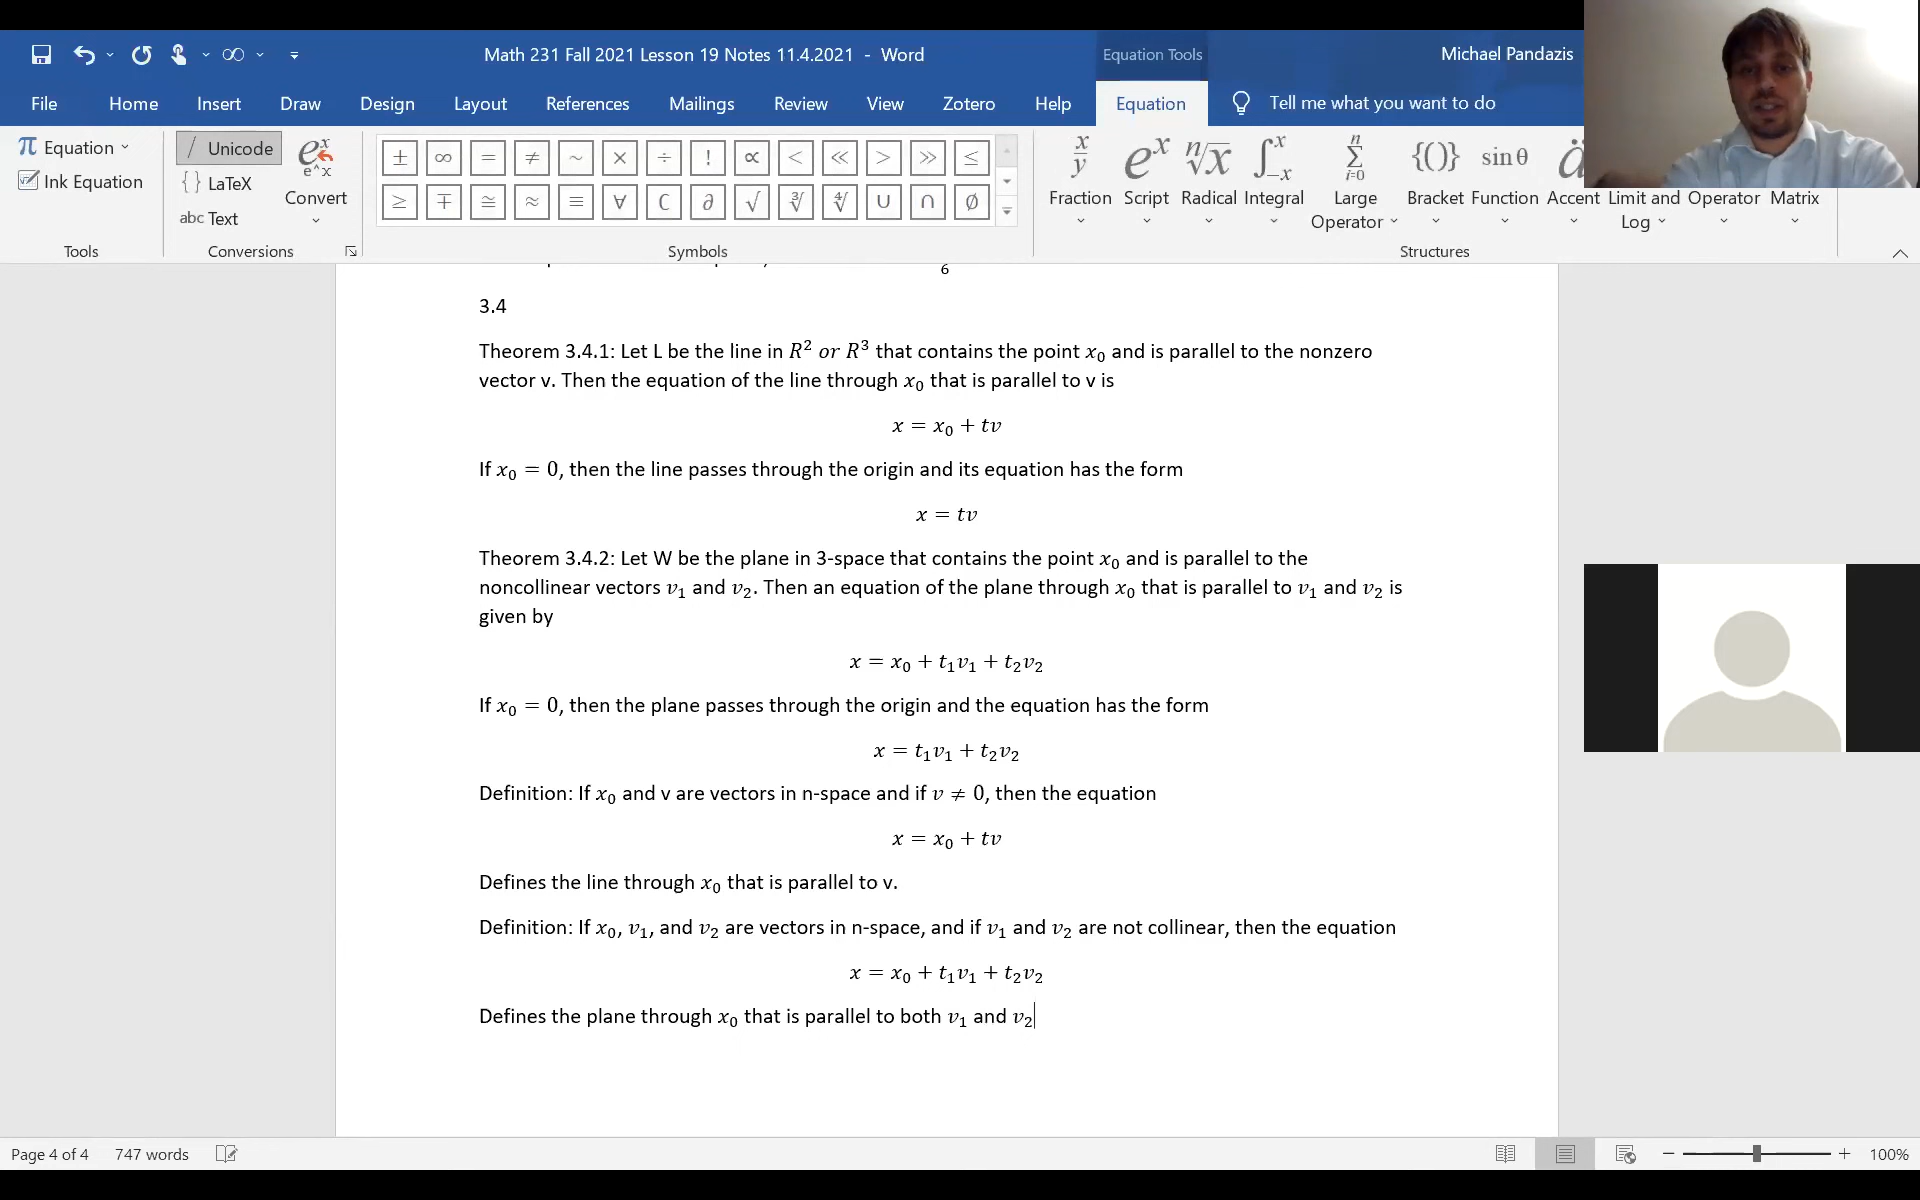 Math 231 Fall 2021 Lesson 19 Notes 11.4.2021 - Word
Equation Tools
Michael Pandazis
File Home Insert Draw Design Layout References Mailings Review View Zotero Help Equation Tell me what you want to do
π Equation
Ink Equation
Tools
Unicode
{ } LaTeX
abc Text
e^x
Convert
Conversions
± ∞ = ≠ ~ × ÷ ! ∝ < ≪ > ≫ ≤
≥ ∓ ≅ ≈ ≡ ∀ ∁ ∂ √ ∛ ∜ ∪ ∩ ∅
Symbols
Fraction Script Radical Integral Large Operator Bracket Function Accent Limit and Log Operator Matrix
x/y eˣ ⁿ√x ∫₋ₓˣ Σ n i=0 {()} sin θ ä
Structures
6
3.4
Theorem 3.4.1: Let L be the line in R² or R³ that contains the point x₀ and is parallel to the nonzero
vector v. Then the equation of the line through x₀ that is parallel to v is
x = x₀ + tv
If x₀ = 0, then the line passes through the origin and its equation has the form
x = tv
Theorem 3.4.2: Let W be the plane in 3-space that contains the point x₀ and is parallel to the
noncollinear vectors v₁ and v₂. Then an equation of the plane through x₀ that is parallel to v₁ and v₂ is
given by
x = x₀ + t₁v₁ + t₂v₂
If x₀ = 0, then the plane passes through the origin and the equation has the form
x = t₁v₁ + t₂v₂
Definition: If x₀ and v are vectors in n-space and if v ≠ 0, then the equation
x = x₀ + tv
Defines the line through x₀ that is parallel to v.
Definition: If x₀, v₁, and v₂ are vectors in n-space, and if v₁ and v₂ are not collinear, then the equation
x = x₀ + t₁v₁ + t₂v₂
Defines the plane through x₀ that is parallel to both v₁ and v₂
Page 4 of 4 747 words
100%